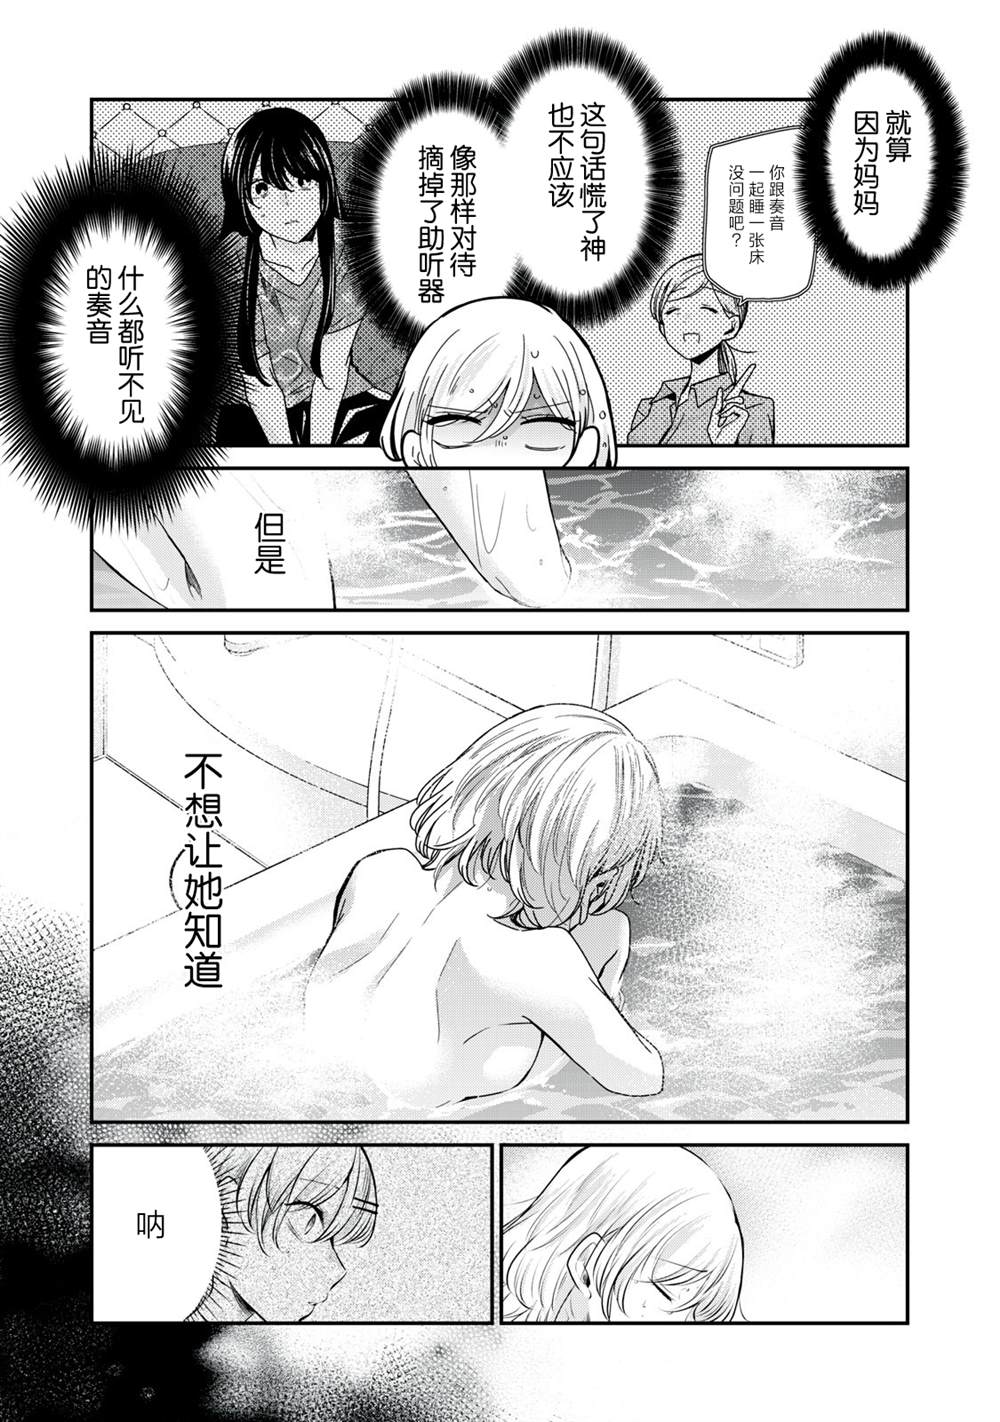 就算
因为妈妈
你跟奏音
一起睡一张床
没问题吧？
这句话慌了神
也不应该
像那样对待
摘掉了助听器
什么都听不见
的奏音
但是
不想让她知道
呐